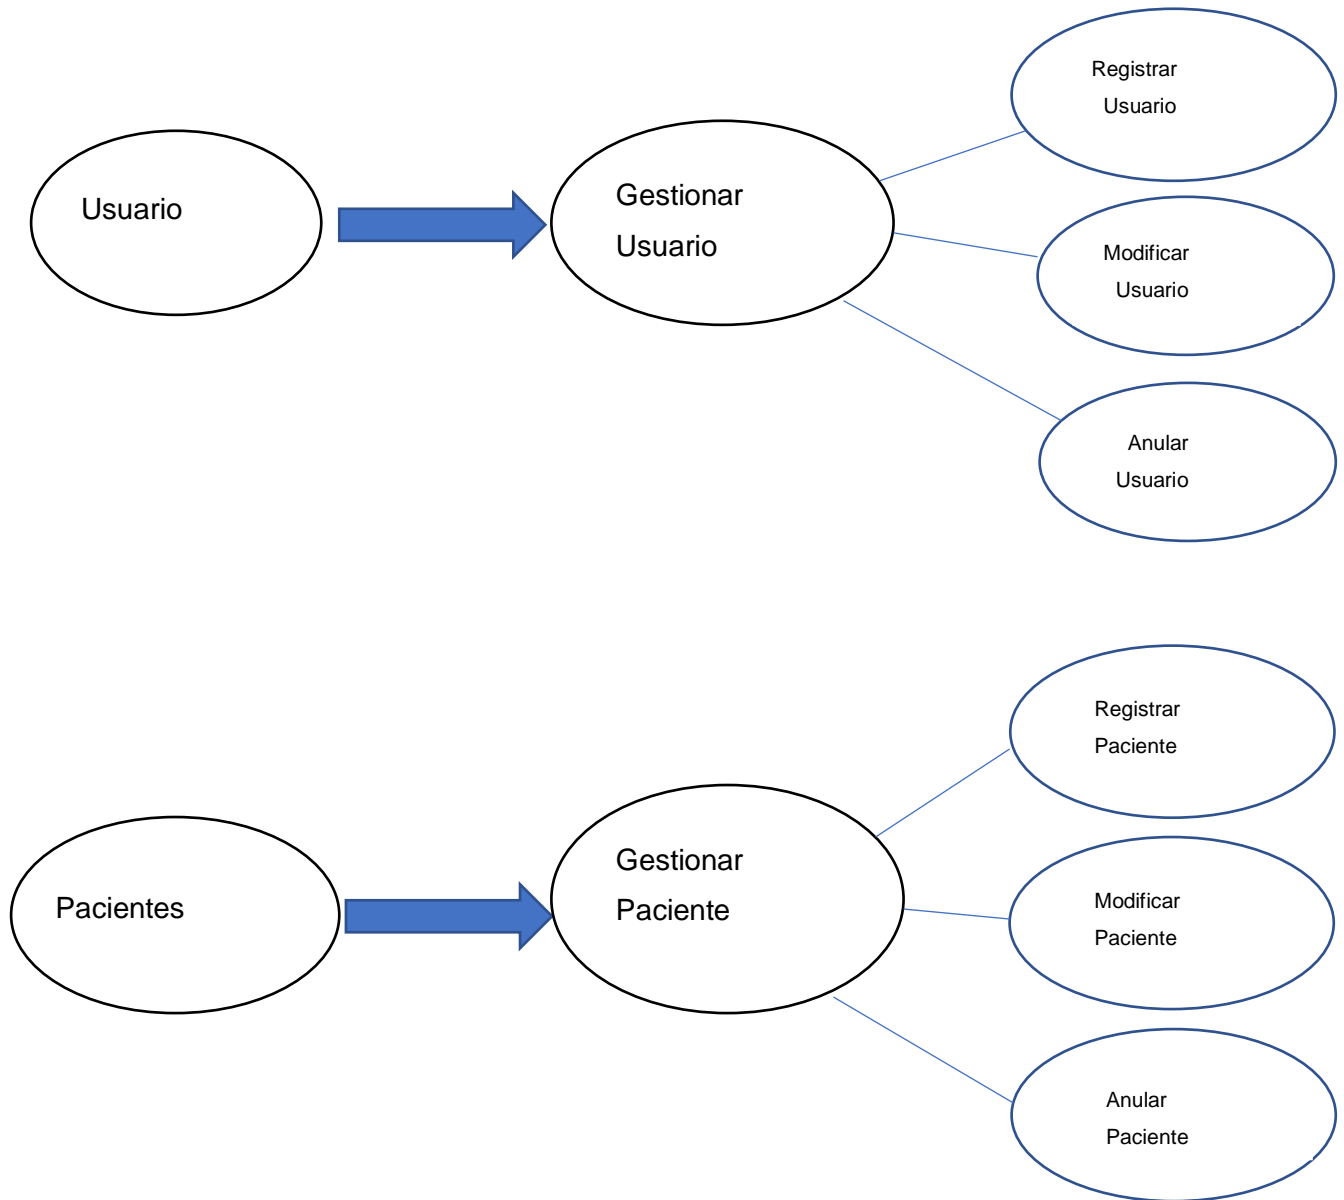 Usuario
Gestionar
Usuario
Registrar
Usuario
Modificar
Usuario
Anular
Usuario
Pacientes
Gestionar
Paciente
Registrar
Paciente
Modificar
Paciente
Anular
Paciente